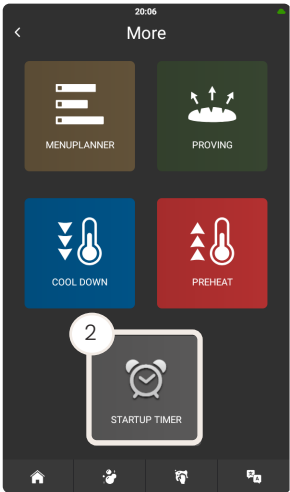 20:06
More
MENUPLANNER
PROVING
COOL DOWN
PREHEAT
2
STARTUP TIMER